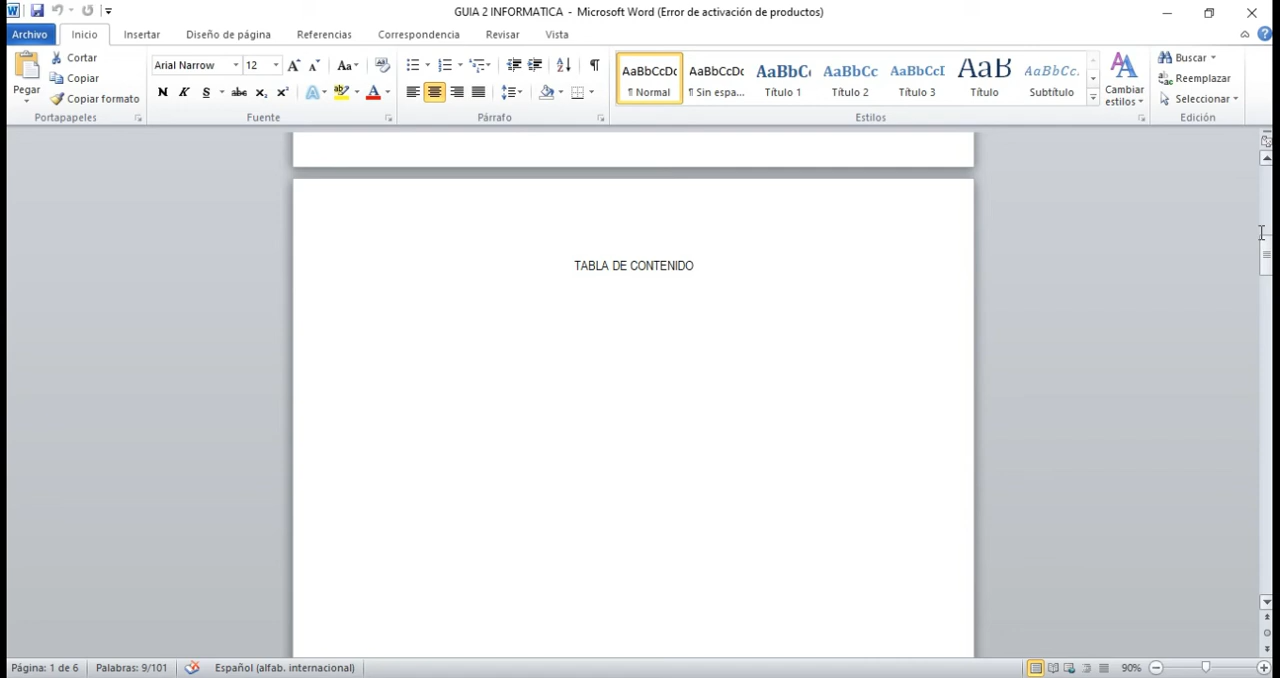 GUIA 2 INFORMATICA - Microsoft Word (Error de activación de productos)
Archivo Inicio Insertar Diseño de página Referencias Correspondencia Revisar Vista
Pegar
Cortar
Copiar
Copiar formato
Portapapeles
Arial Narrow 12
Aa
N K S abc x₂ x²
Fuente
Párrafo
AaBbCcDc
¶ Normal
AaBbCcDc
¶ Sin espa...
AaBbC
Título 1
AaBbCc
Título 2
AaBbCcI
Título 3
AaB
Título
AaBbCc.
Subtítulo
Cambiar
estilos
Estilos
Buscar
Reemplazar
Seleccionar
Edición
TABLA DE CONTENIDO
Página: 1 de 6 Palabras: 9/101 Español (alfab. internacional) 90%